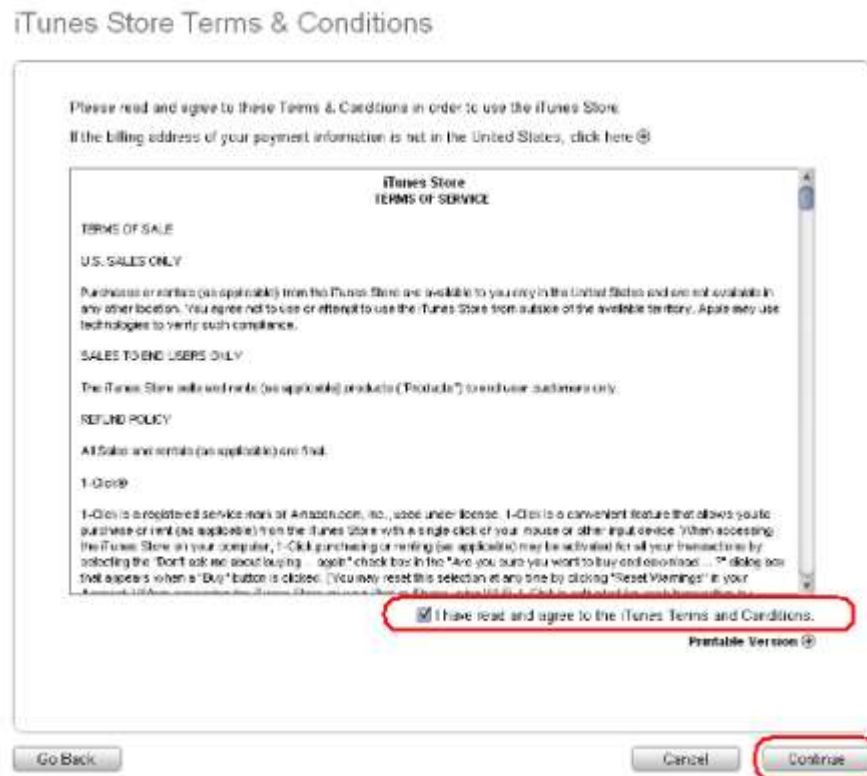 iTunes Store Terms & Conditions
Please read and agree to these Terms & Conditions in order to use the iTunes Store
If the billing address of your payment information is not in the United States, click here
iTunes Store
TERMS OF SERVICE
TERMS OF SALE
U.S. SALES ONLY
Purchases or rentals (as applicable) from the iTunes Store are available to you only in the United States and are not available in
any other location. You agree not to use or attempt to use the iTunes Store from outside of the available territory. Apple may use
technologies to verify such compliance.
SALES TO END USERS ONLY
The iTunes Store sells and rents (as applicable) products ("Products") to end user customers only.
REFUND POLICY
All Sales and rentals (as applicable) are final.
1-Click®
1-Click is a registered service mark of Amazon.com, Inc., used under license. 1-Click is a convenient feature that allows you to
purchase or rent (as applicable) from the iTunes Store with a single click of your mouse or other input device. When accessing
the iTunes Store on your computer, 1-Click purchasing or renting (as applicable) may be activated for all your transactions by
selecting the "Don't ask me about buying ... again" check box in the "Are you sure you want to buy and download ... ?" dialog box
that appears when a "Buy" button is clicked. (You may reset this selection at any time by clicking "Reset Warnings" in your
I have read and agree to the iTunes Terms and Conditions.
Printable Version
Go Back
Cancel
Continue